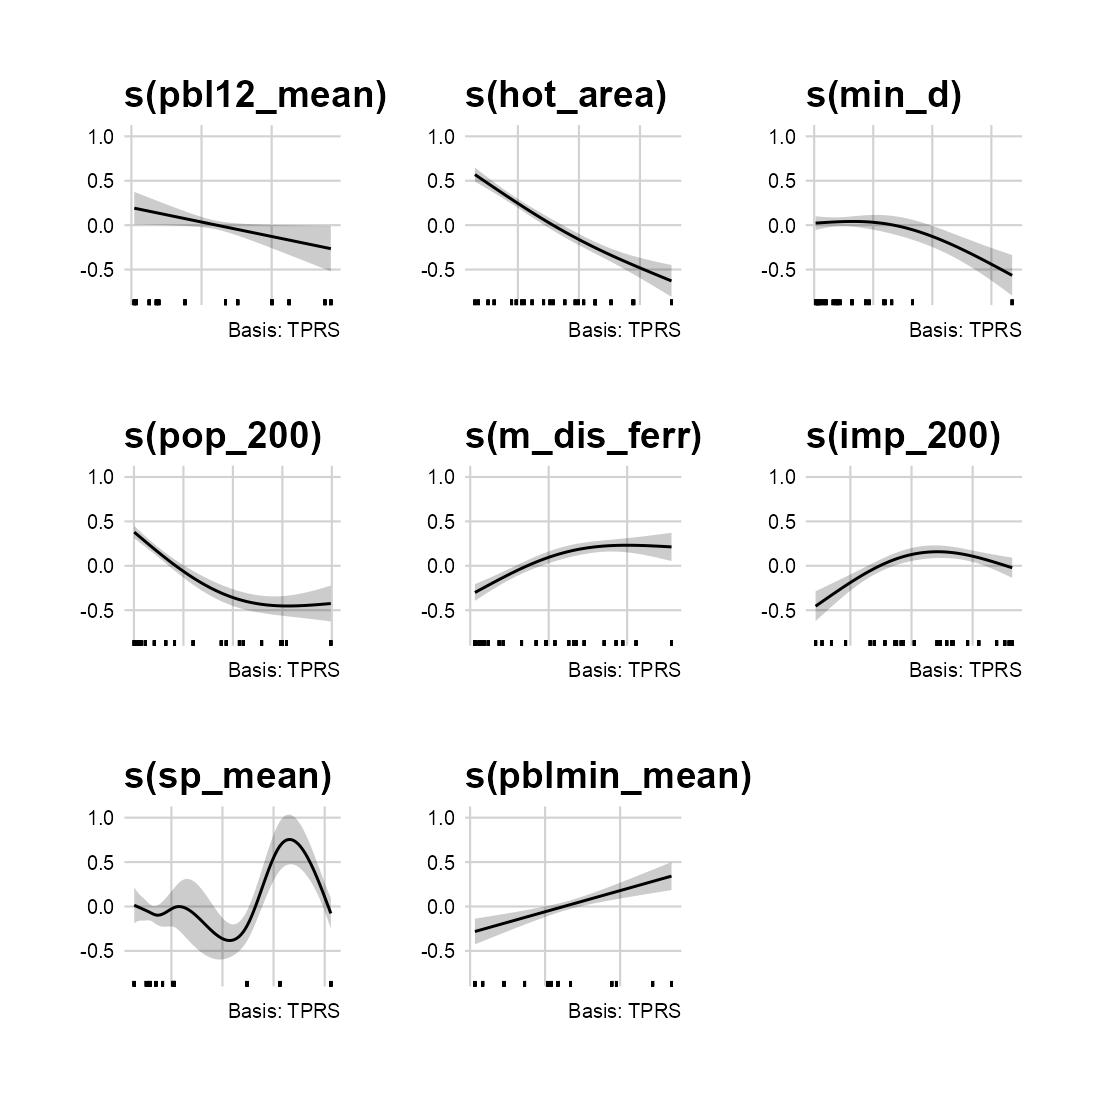 s(pbl12_mean) s(hot_area) s(min_d)
1.0 1.0 1.0
0.5 0.5 0.5
0.0 0.0 0.0
-0.5 -0.5 -0.5
Basis: TPRS Basis: TPRS Basis: TPRS
s(pop_200) s(m_dis_ferr) s(imp_200)
1.0 1.0 1.0
0.5 0.5 0.5
0.0 0.0 0.0
-0.5 -0.5 -0.5
Basis: TPRS Basis: TPRS Basis: TPRS
s(sp_mean) s(pblmin_mean)
1.0 1.0
0.5 0.5
0.0 0.0
-0.5 -0.5
Basis: TPRS Basis: TPRS